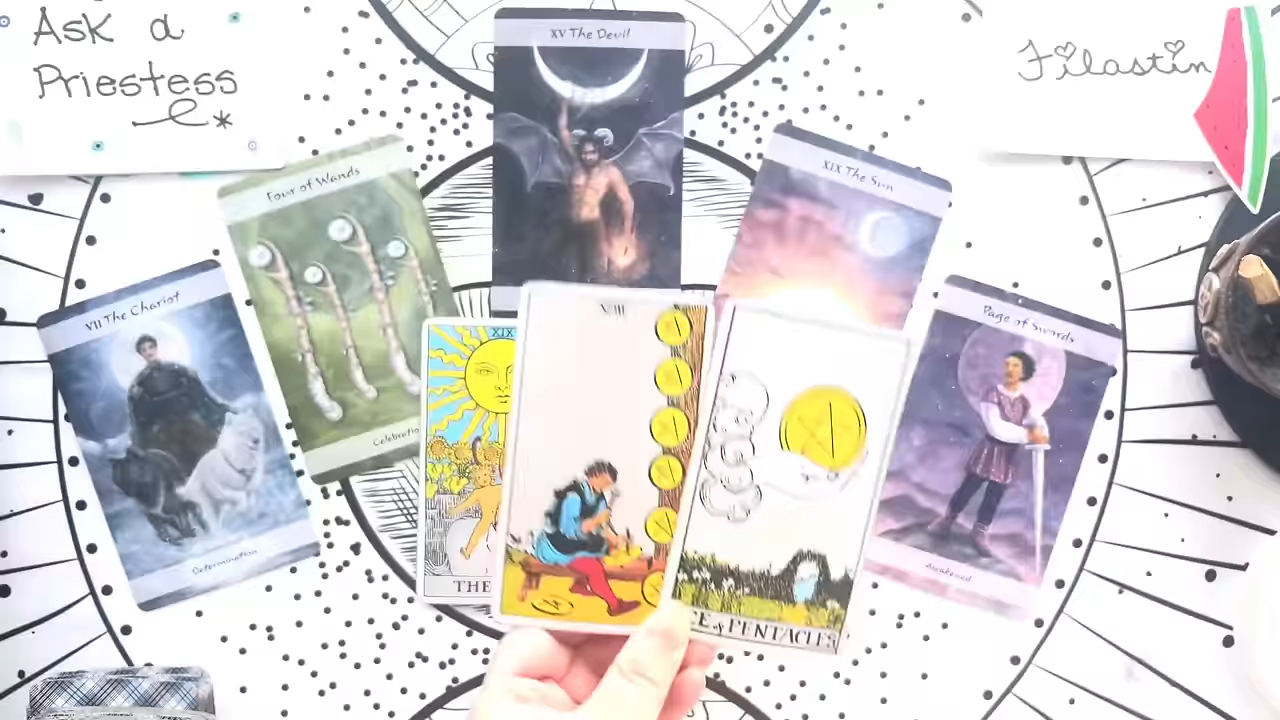 Ask a
Priestess
Filastin
XV The Devil
Four of Wands
XIX The Sun
VII The Chariot
Page of Swords
XIX
VIII
Celebration
Determination
Awakened
THE
ACE of PENTACLES